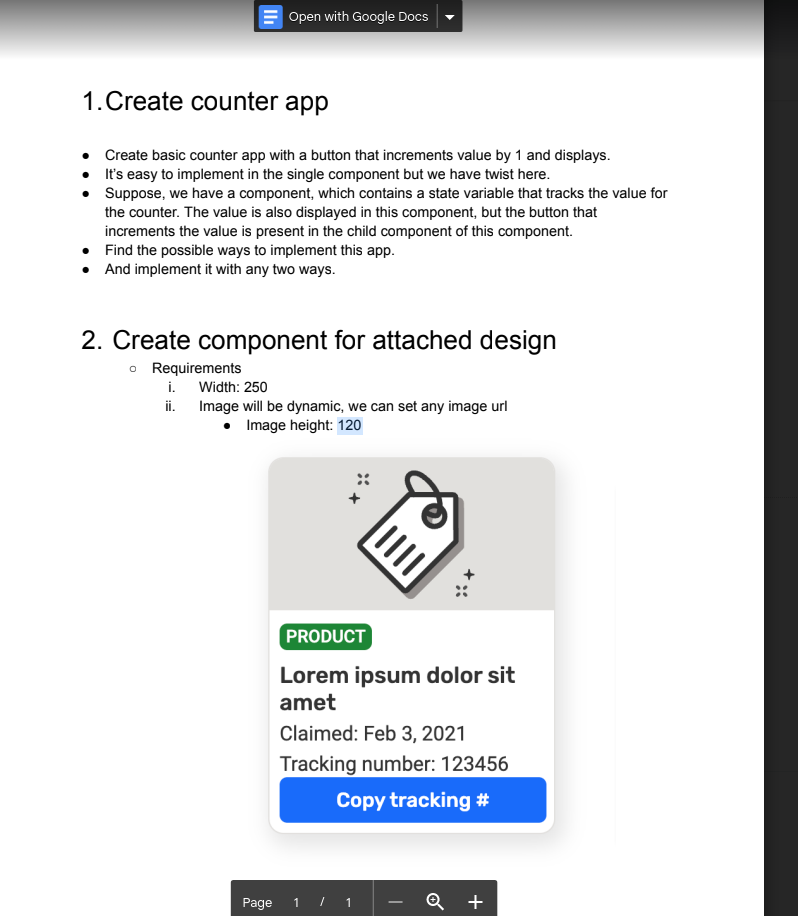 Open with Google Docs
1. Create counter app
● Create basic counter app with a button that increments value by 1 and displays.
● It's easy to implement in the single component but we have twist here.
● Suppose, we have a component, which contains a state variable that tracks the value for
the counter. The value is also displayed in this component, but the button that
increments the value is present in the child component of this component.
● Find the possible ways to implement this app.
● And implement it with any two ways.
2. Create component for attached design
○ Requirements
i. Width: 250
ii. Image will be dynamic, we can set any image url
● Image height: 120
PRODUCT
Lorem ipsum dolor sit
amet
Claimed: Feb 3, 2021
Tracking number: 123456
Copy tracking #
Page 1 / 1